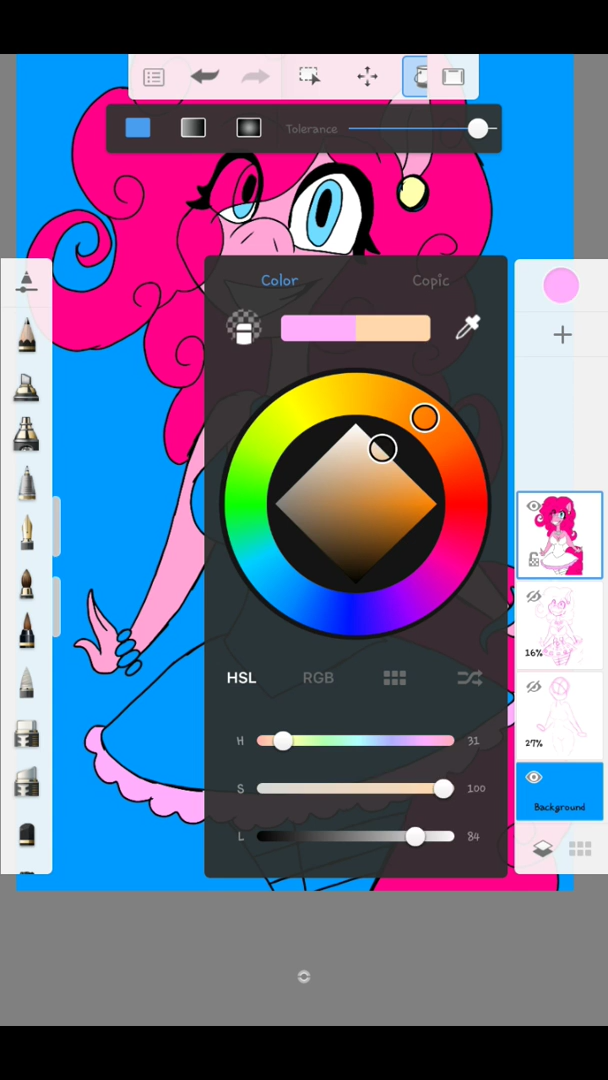 Tolerance
Color Copic
HSL RGB
H 31
S 100
L 84
16%
27%
Background